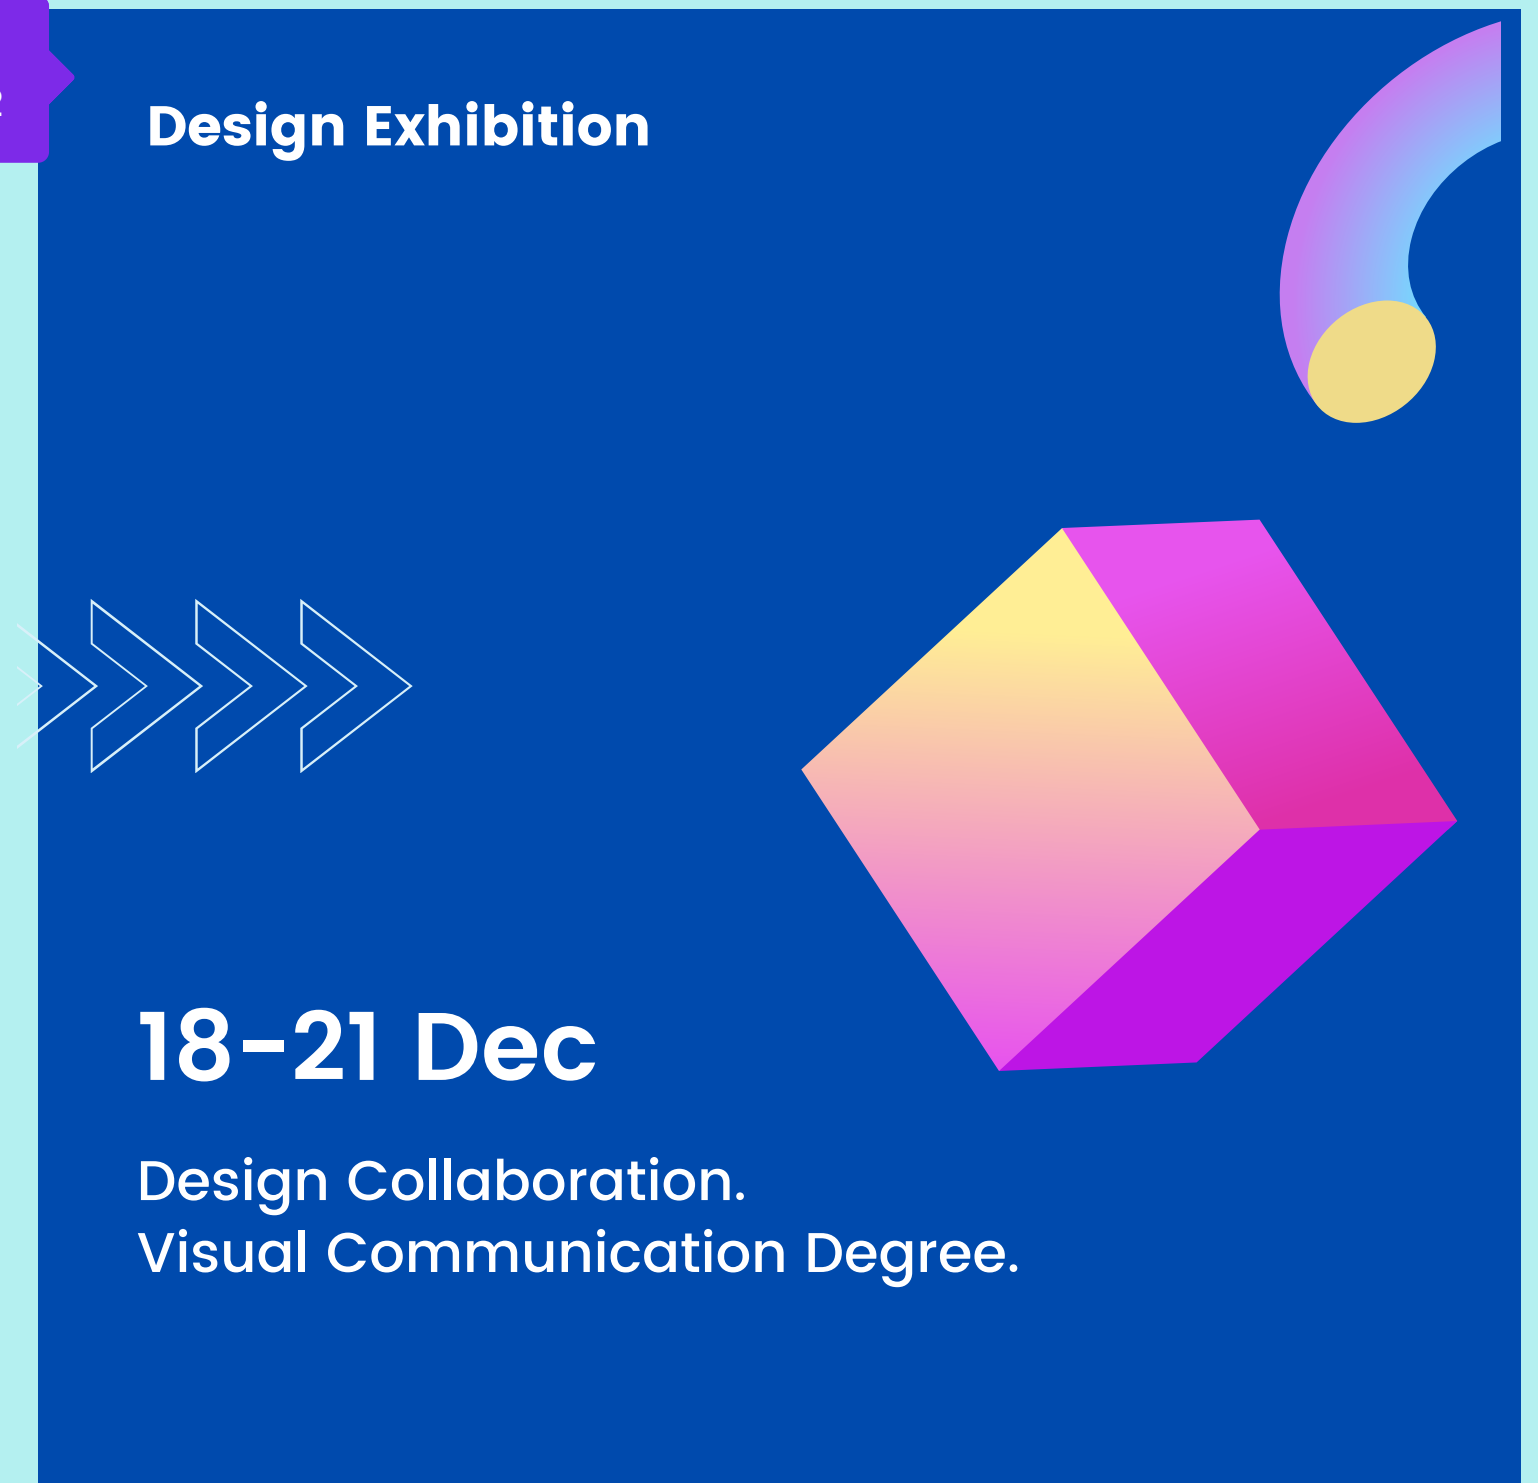 Design Exhibition
18-21 Dec
Design Collaboration.
Visual Communication Degree.